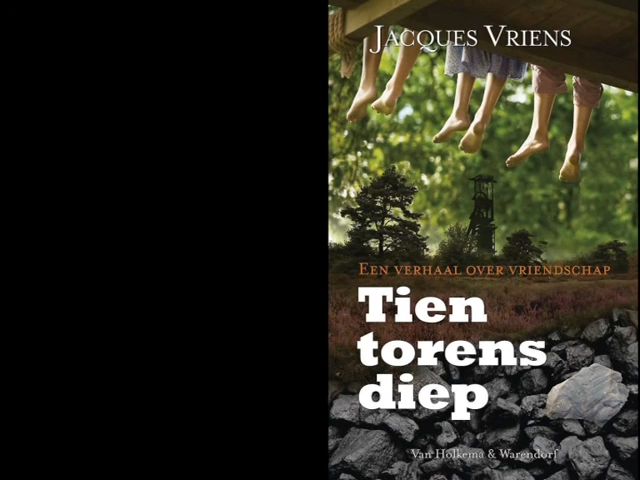 Jacques Vriens
Een verhaal over vriendschap
Tien
torens
diep
Van Holkema & Warendorf